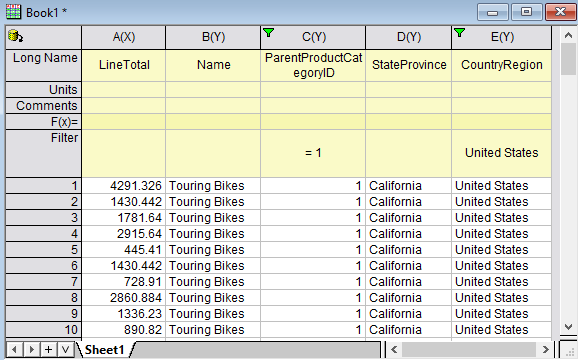 Book1 *
A(X) B(Y) C(Y) D(Y) E(Y)
Long Name LineTotal Name ParentProductCat StateProvince CountryRegion
egoryID
Units
Comments
F(x)=
Filter = 1 United States
1 4291.326 Touring Bikes 1 California United States
2 1430.442 Touring Bikes 1 California United States
3 1781.64 Touring Bikes 1 California United States
4 2915.64 Touring Bikes 1 California United States
5 445.41 Touring Bikes 1 California United States
6 1430.442 Touring Bikes 1 California United States
7 728.91 Touring Bikes 1 California United States
8 2860.884 Touring Bikes 1 California United States
9 1336.23 Touring Bikes 1 California United States
10 890.82 Touring Bikes 1 California United States
Sheet1